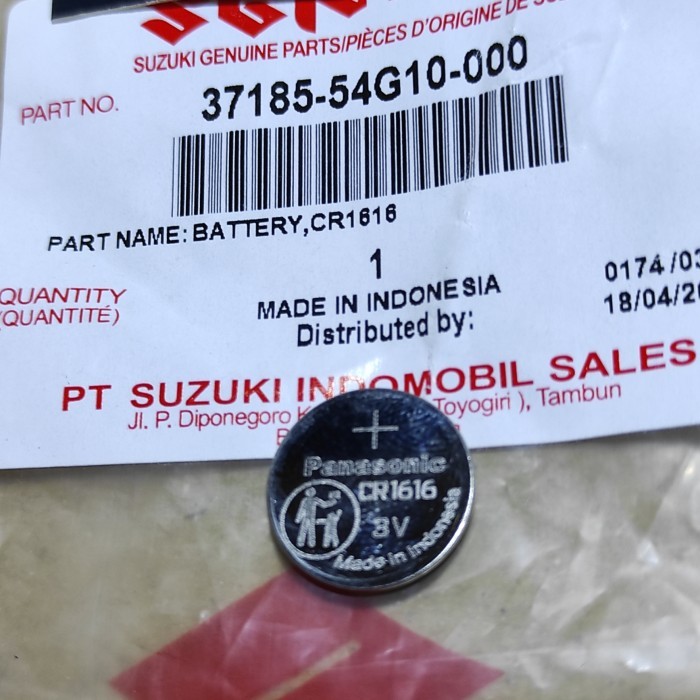 SUZUKI GENUINE PARTS/PIÈCES D'ORIGINE DE
PART NO. 37185-54G10-000
PART NAME: BATTERY,CR1616
1
QUANTITY
(QUANTITÉ)
MADE IN INDONESIA
Distributed by:
0174/03
18/04/2
PT SUZUKI INDOMOBIL SALES
Jl. P. Diponegoro Toyogiri ), Tambun
+
Panasonic
CR1616
3V
Made in Indonesia